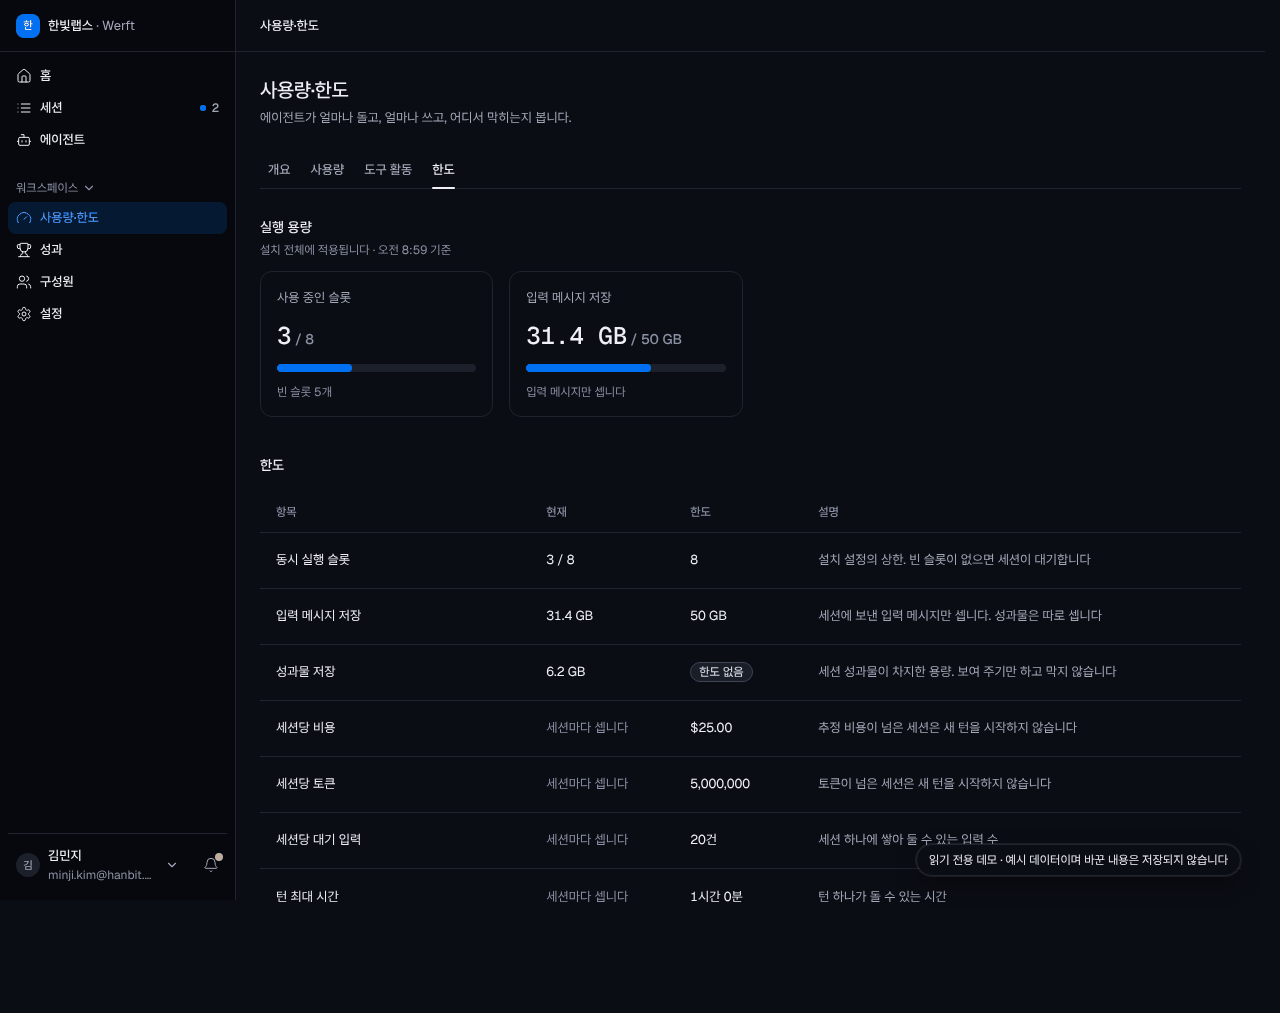 한 한빛랩스 · Werft
홈
세션 2
에이전트
워크스페이스
사용량·한도
성과
구성원
설정
김 김민지
minji.kim@hanbit.…
사용량·한도
사용량·한도
에이전트가 얼마나 돌고, 얼마나 쓰고, 어디서 막히는지 봅니다.
개요 사용량 도구 활동 한도
실행 용량
설치 전체에 적용됩니다 · 오전 8:59 기준
사용 중인 슬롯
3 / 8
빈 슬롯 5개
입력 메시지 저장
31.4 GB / 50 GB
입력 메시지만 셉니다
한도
항목 현재 한도 설명
동시 실행 슬롯 3 / 8 8 설치 설정의 상한. 빈 슬롯이 없으면 세션이 대기합니다
입력 메시지 저장 31.4 GB 50 GB 세션에 보낸 입력 메시지만 셉니다. 성과물은 따로 셉니다
성과물 저장 6.2 GB 한도 없음 세션 성과물이 차지한 용량. 보여 주기만 하고 막지 않습니다
세션당 비용 세션마다 셉니다 $25.00 추정 비용이 넘은 세션은 새 턴을 시작하지 않습니다
세션당 토큰 세션마다 셉니다 5,000,000 토큰이 넘은 세션은 새 턴을 시작하지 않습니다
세션당 대기 입력 세션마다 셉니다 20건 세션 하나에 쌓아 둘 수 있는 입력 수
읽기 전용 데모 · 예시 데이터이며 바꾼 내용은 저장되지 않습니다
턴 최대 시간 세션마다 셉니다 1시간 0분 턴 하나가 돌 수 있는 시간